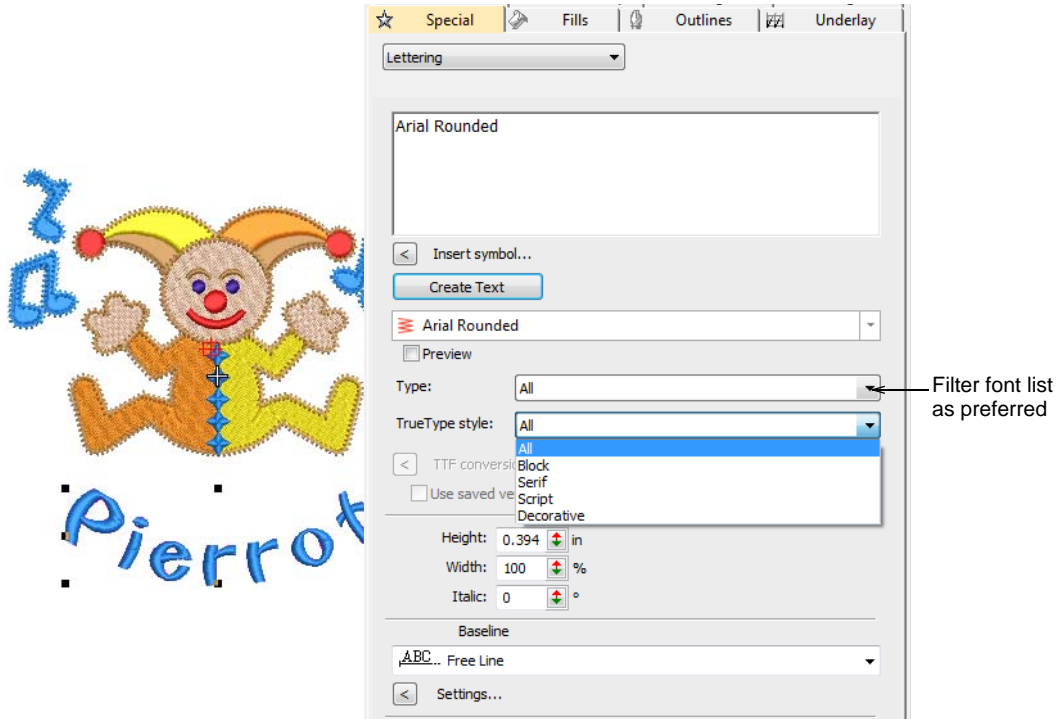 Special
Fills
Outlines
Underlay
Lettering
Arial Rounded
< Insert symbol...
Create Text
Arial Rounded
Preview
Type: All
Filter font list
as preferred
TrueType style: All
All
Block
Serif
Script
Decorative
< TTF conversi
Use saved ve
Height: 0.394 in
Width: 100 %
Italic: 0 °
Baseline
ABC... Free Line
< Settings...
Pierrot